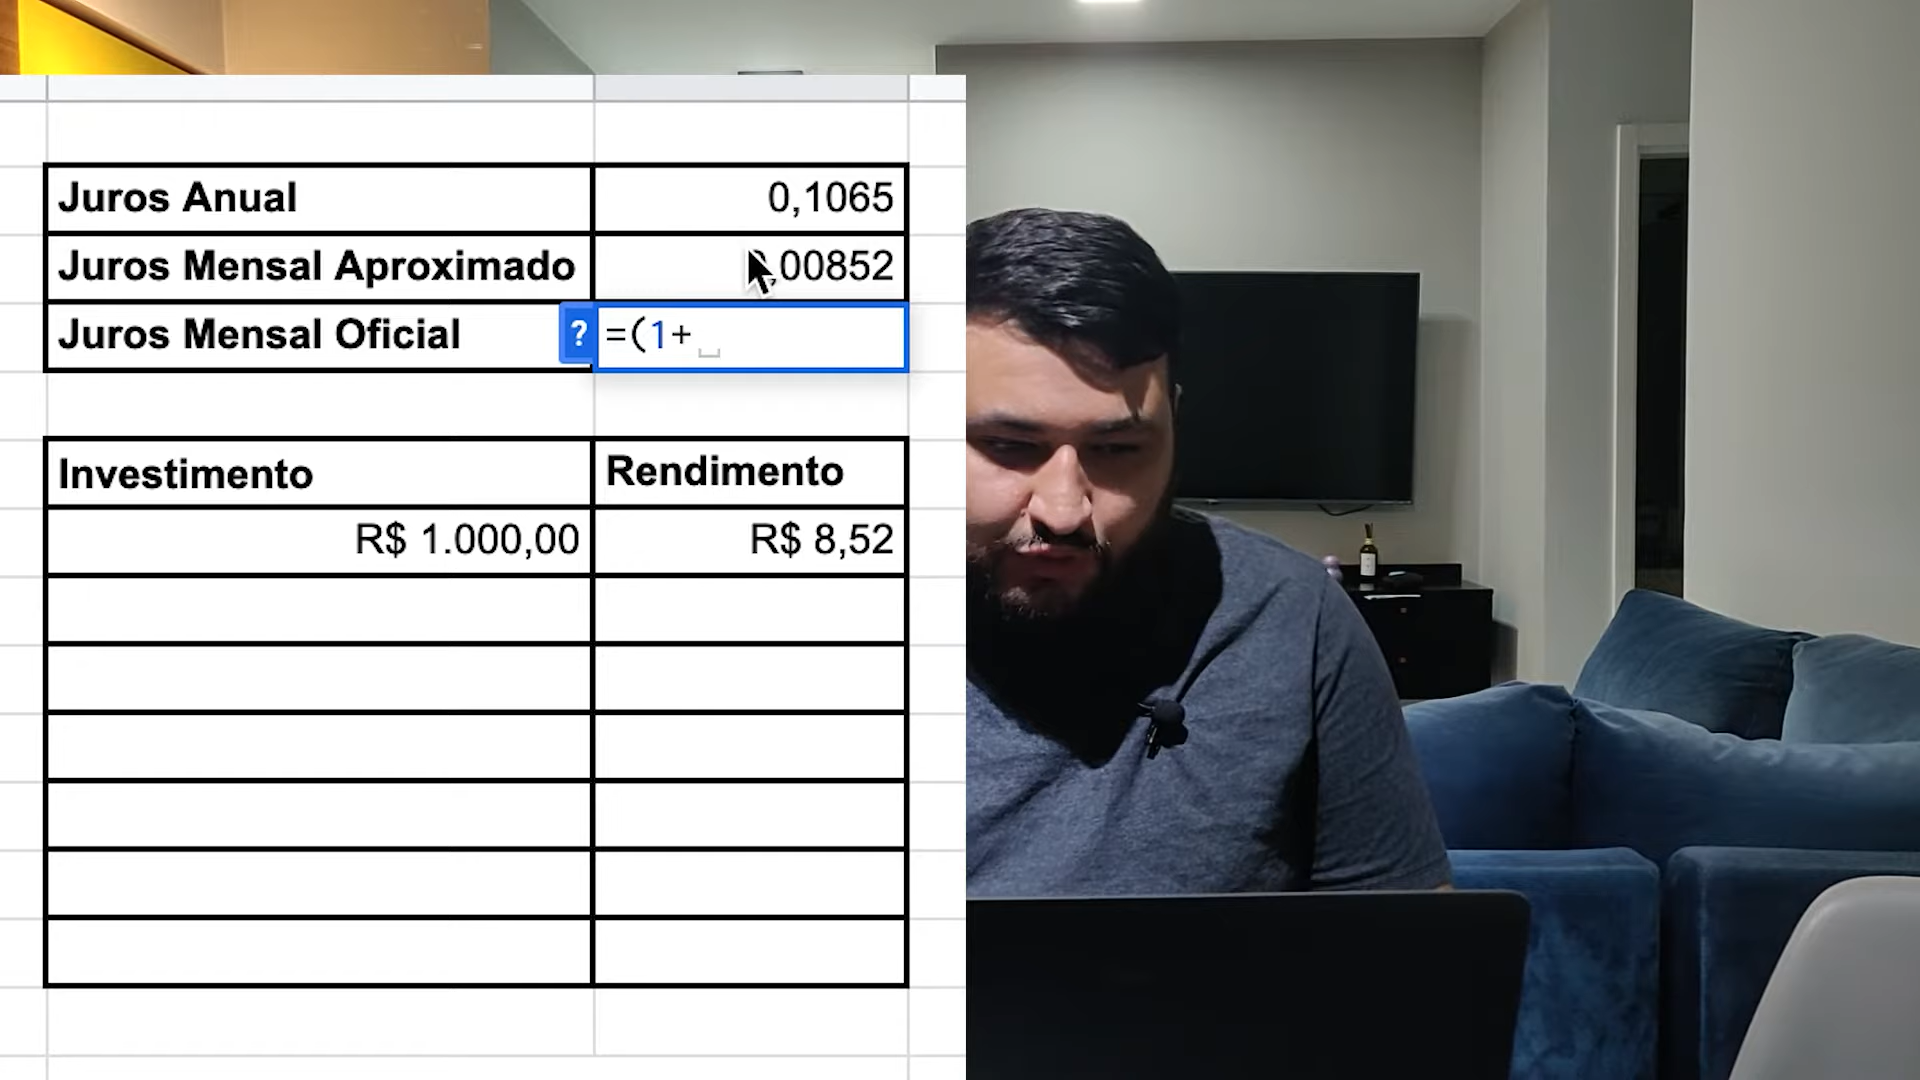 Juros Anual 0,1065
Juros Mensal Aproximado ,00852
Juros Mensal Oficial ? =(1+
Investimento Rendimento
R$ 1.000,00 R$ 8,52